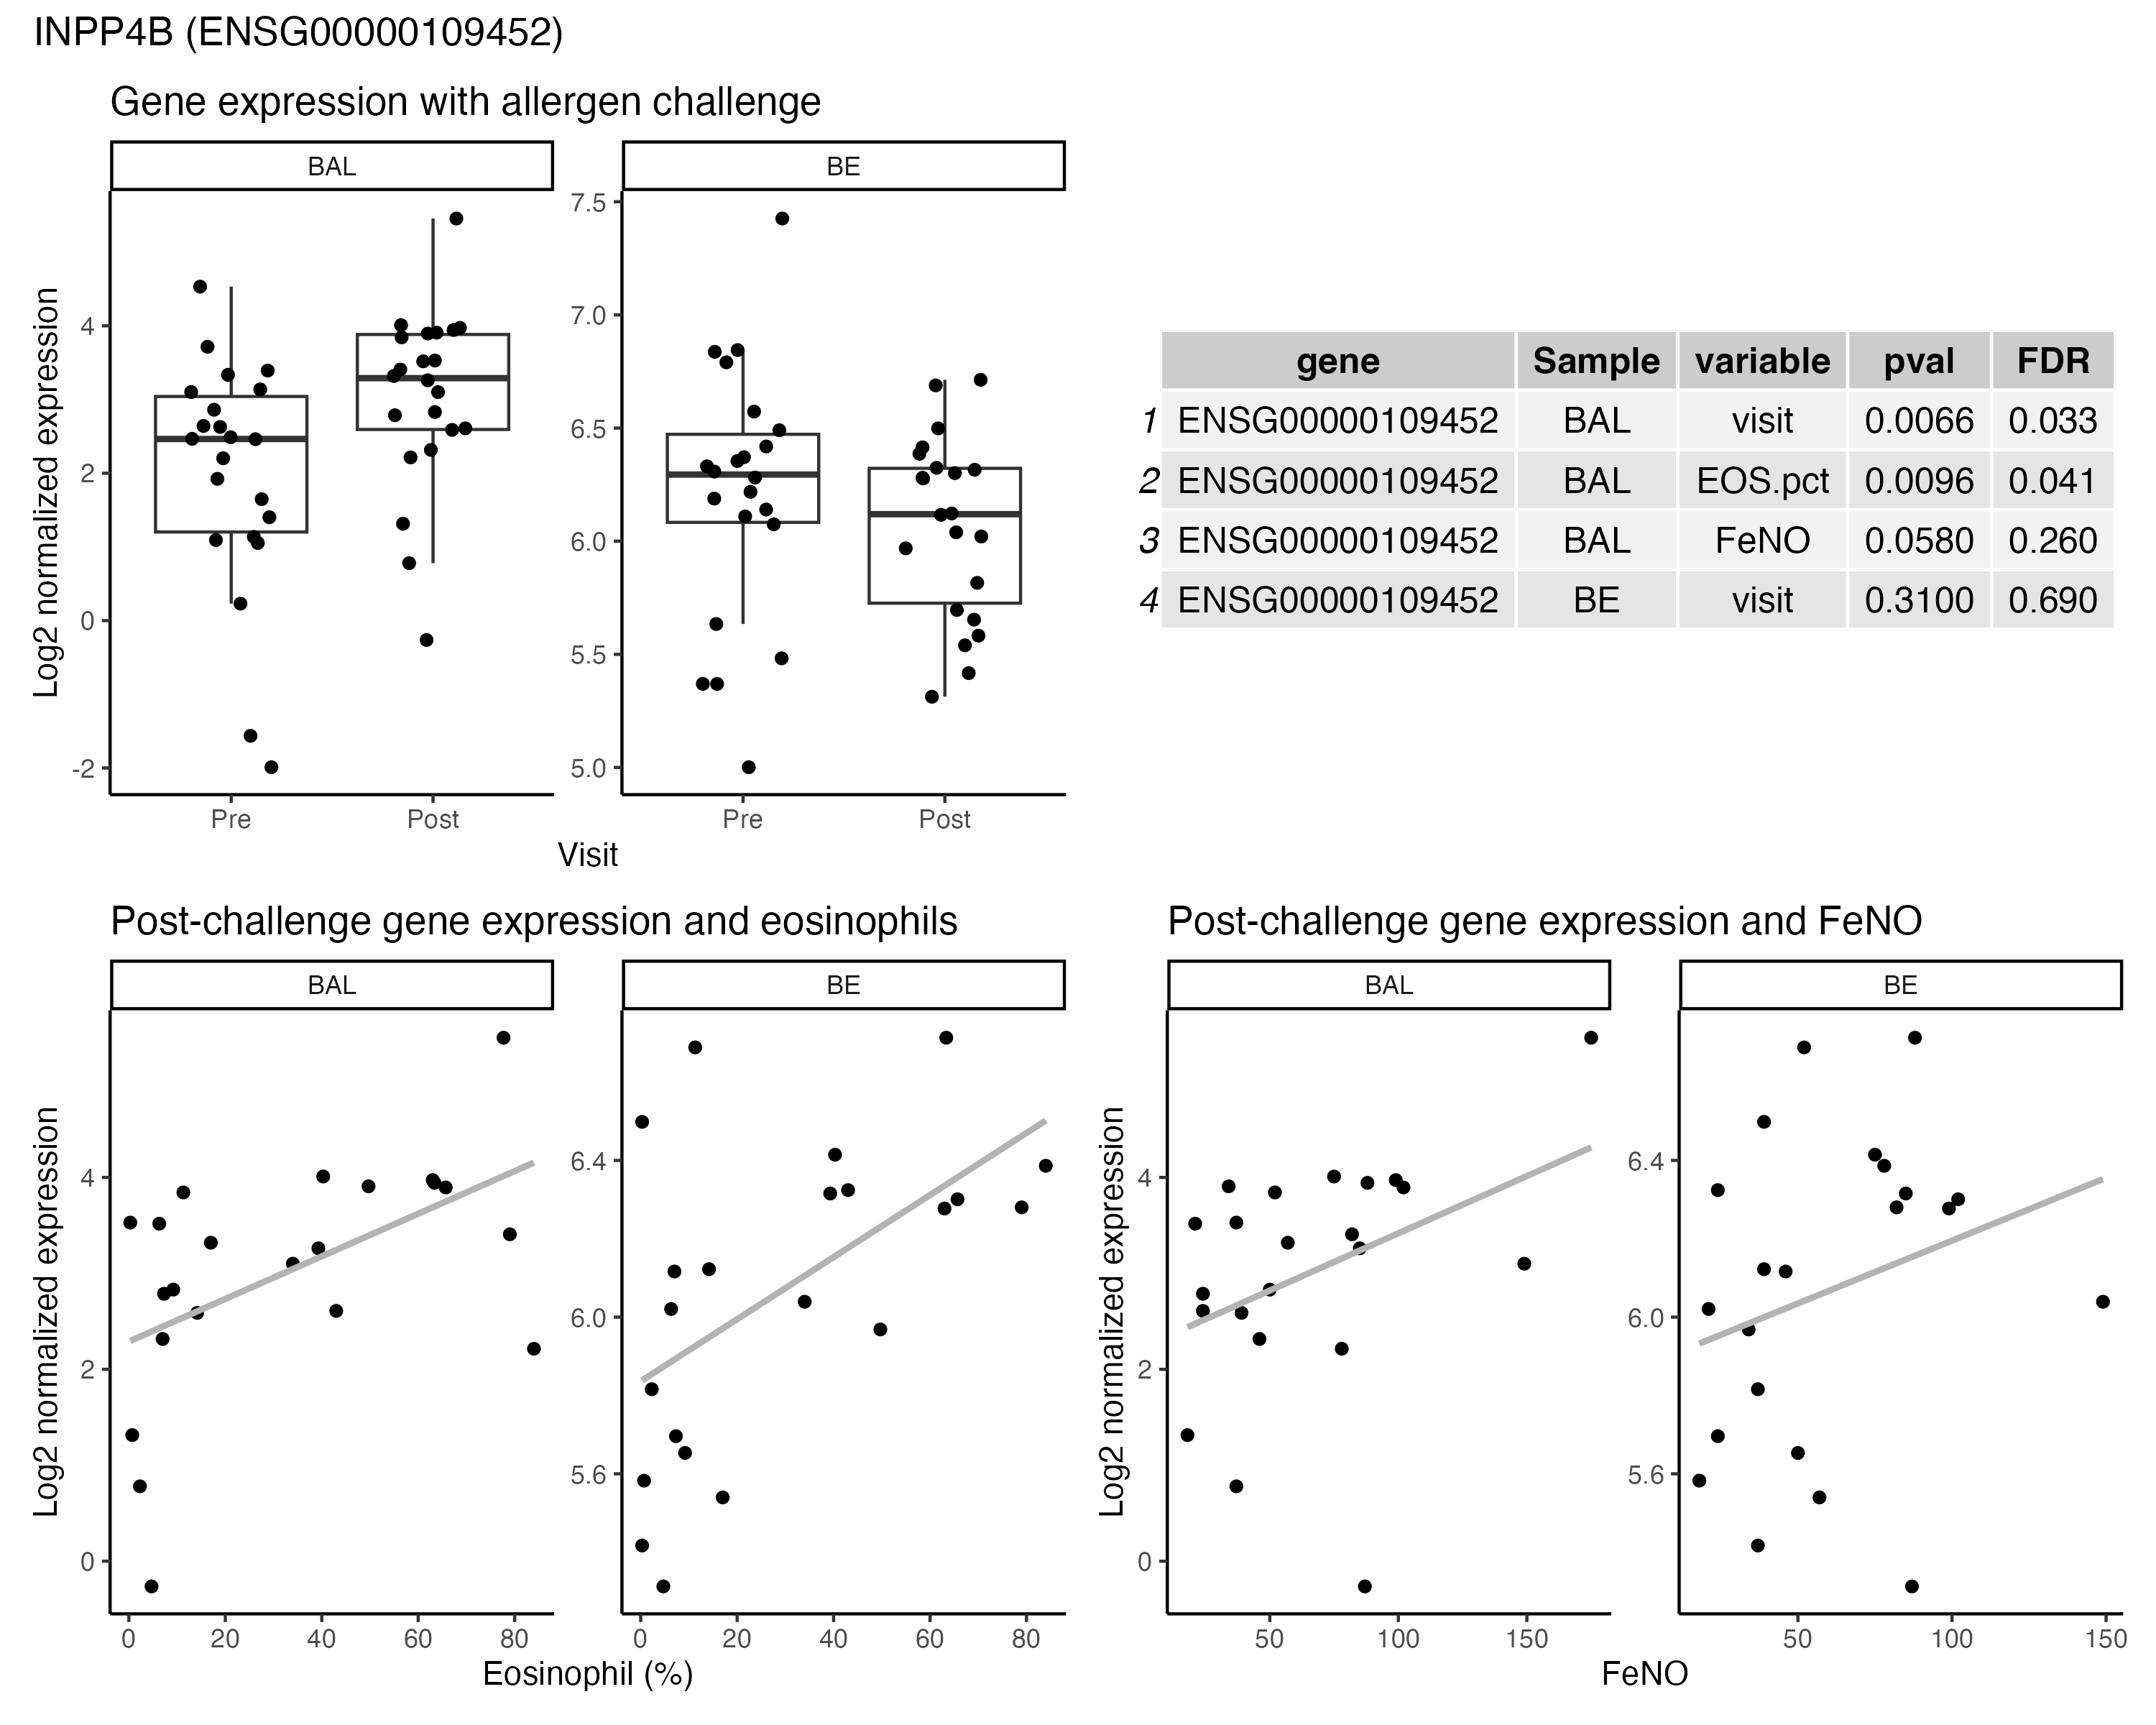 INPP4B (ENSG00000109452)
Gene expression with allergen challenge
BAL
BE
Log2 normalized expression
4
2
0
-2
7.5
7.0
6.5
6.0
5.5
5.0
Pre
Post
Pre
Post
Visit
gene Sample variable pval FDR
1 ENSG00000109452 BAL visit 0.0066 0.033
2 ENSG00000109452 BAL EOS.pct 0.0096 0.041
3 ENSG00000109452 BAL FeNO 0.0580 0.260
4 ENSG00000109452 BE visit 0.3100 0.690
Post-challenge gene expression and eosinophils
BAL
BE
Log2 normalized expression
4
2
0
6.4
6.0
5.6
0 20 40 60 80
0 20 40 60 80
Eosinophil (%)
Post-challenge gene expression and FeNO
BAL
BE
Log2 normalized expression
4
2
0
6.4
6.0
5.6
50 100 150
50 100 150
FeNO